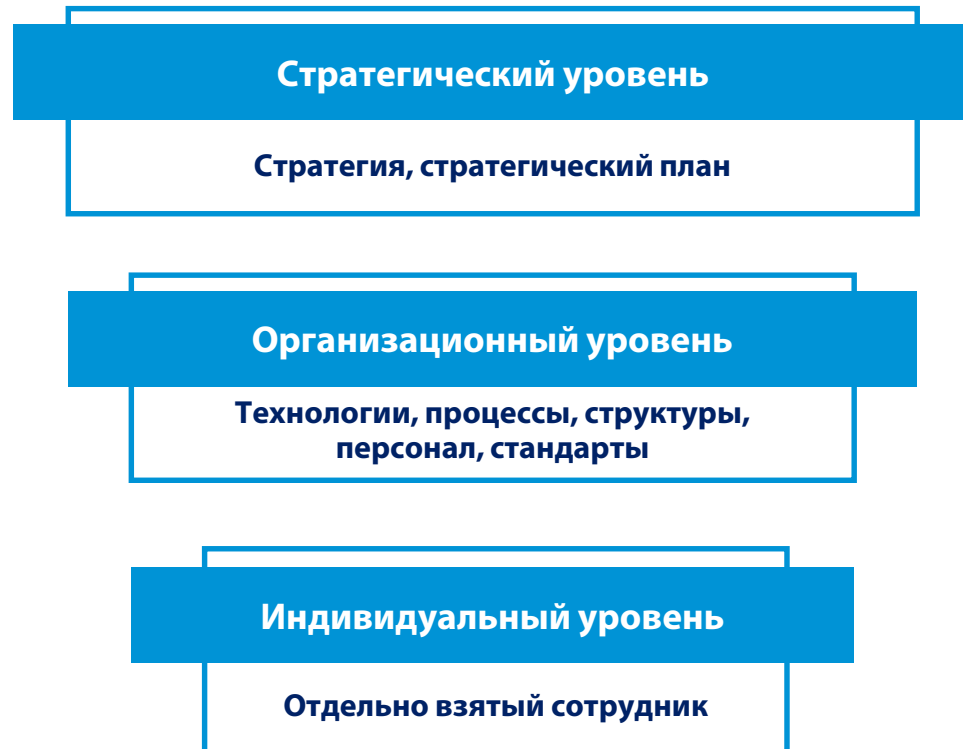 Стратегический уровень
Стратегия, стратегический план
Организационный уровень
Технологии, процессы, структуры,
персонал, стандарты
Индивидуальный уровень
Отдельно взятый сотрудник